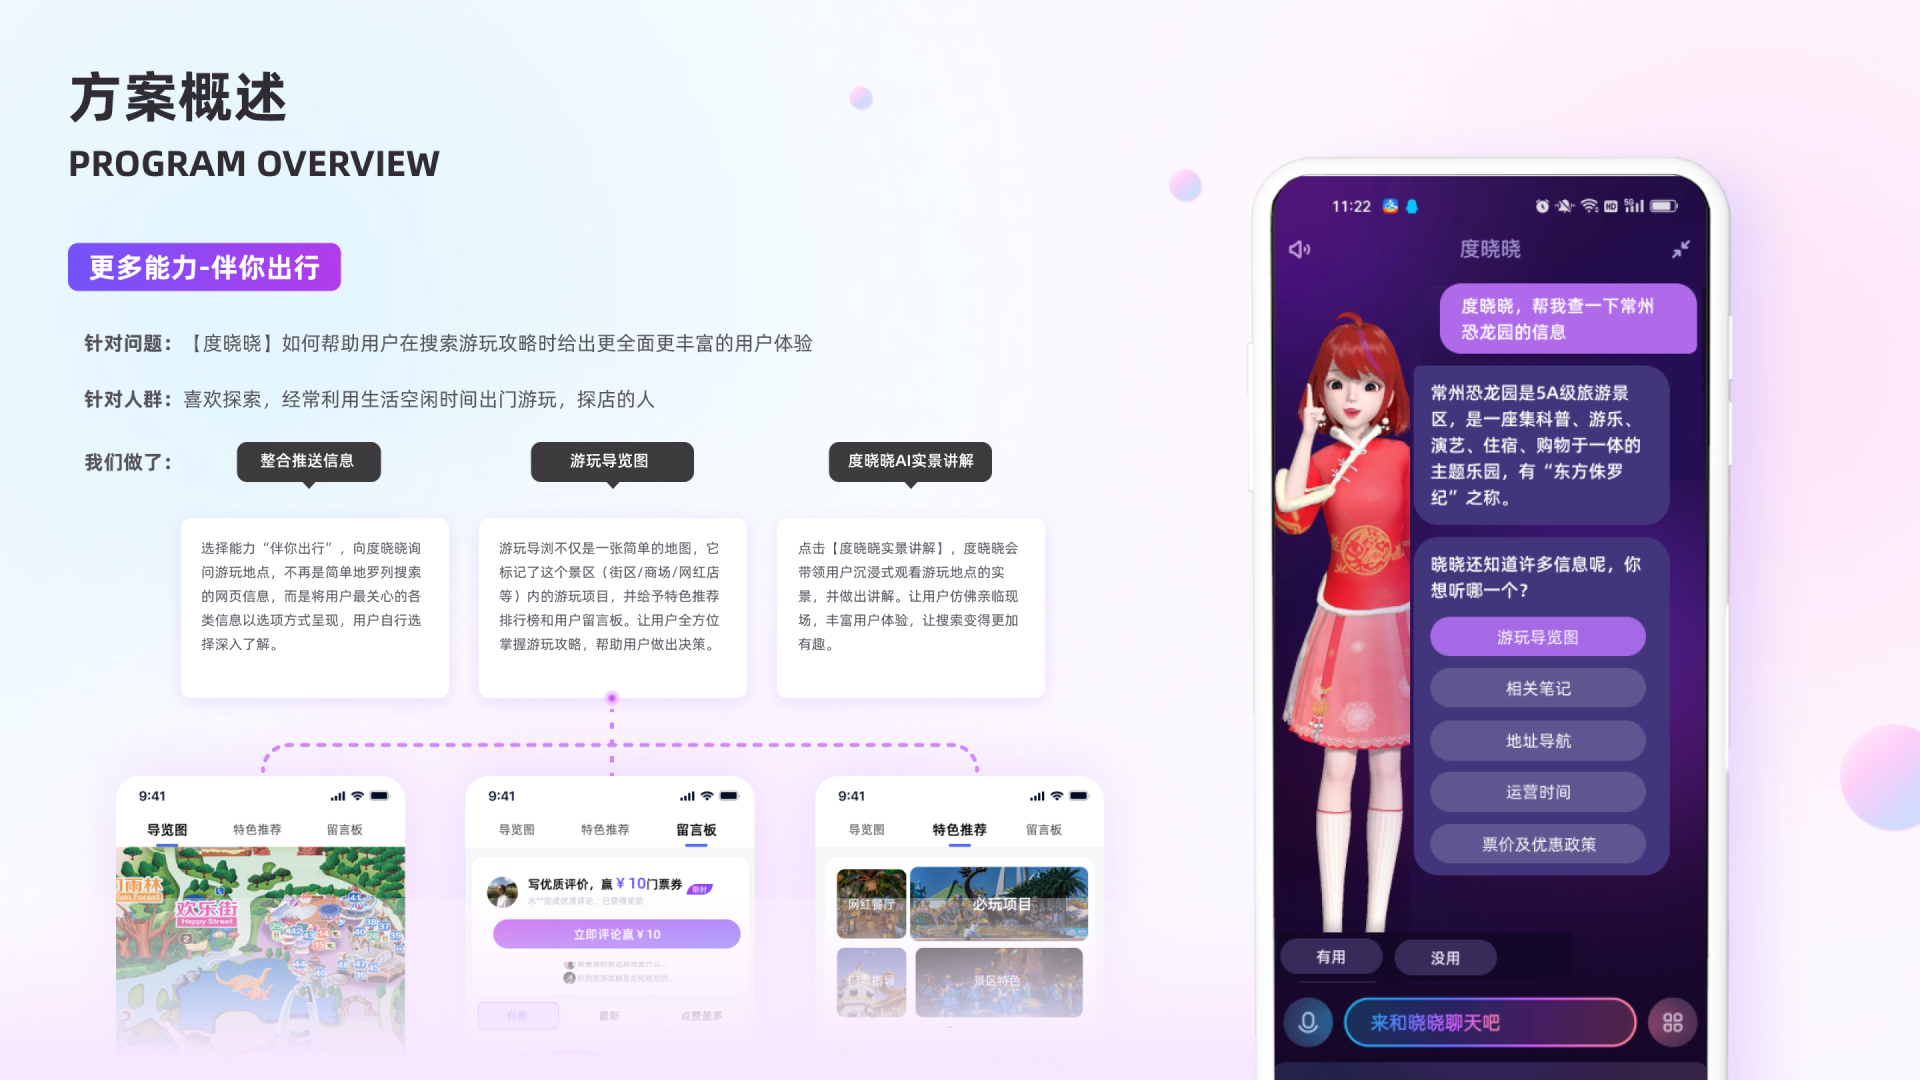 方案概述
PROGRAM OVERVIEW
更多能力-伴你出行
针对问题：【度晓晓】如何帮助用户在搜索游玩攻略时给出更全面更丰富的用户体验
针对人群：喜欢探索，经常利用生活空闲时间出门游玩，探店的人
我们做了：
整合推送信息
选择能力“伴你出行”，向度晓晓询
问游玩地点，不再是简单地罗列搜索
的网页信息，而是将用户最关心的各
类信息以选项方式呈现，用户自行选
择深入了解。
游玩导览图
游玩导浏不仅是一张简单的地图，它
标记了这个景区（街区/商场/网红店
等）内的游玩项目，并给予特色推荐
排行榜和用户留言板。让用户全方位
掌握游玩攻略，帮助用户做出决策。
度晓晓AI实景讲解
点击【度晓晓实景讲解】，度晓晓会
带领用户沉浸式观看游玩地点的实
景，并做出讲解。让用户仿佛亲临现
场，丰富用户体验，让搜索变得更加
有趣。
9:41
导览图 特色推荐 留言板
雨林
欢乐街
Happy Street
9:41
导览图 特色推荐 留言板
写优质评价，赢￥10门票券 限时
水**完成优质评论，已获得奖励
立即评论赢￥10
有图 最新 点赞最多
9:41
导览图 特色推荐 留言板
网红餐厅 必玩项目
景区特色
11:22
度晓晓
度晓晓，帮我查一下常州
恐龙园的信息
常州恐龙园是5A级旅游景
区，是一座集科普、游乐、
演艺、住宿、购物于一体的
主题乐园，有“东方侏罗
纪”之称。
晓晓还知道许多信息呢，你
想听哪一个？
游玩导览图
相关笔记
地址导航
运营时间
票价及优惠政策
有用 没用
来和晓晓聊天吧